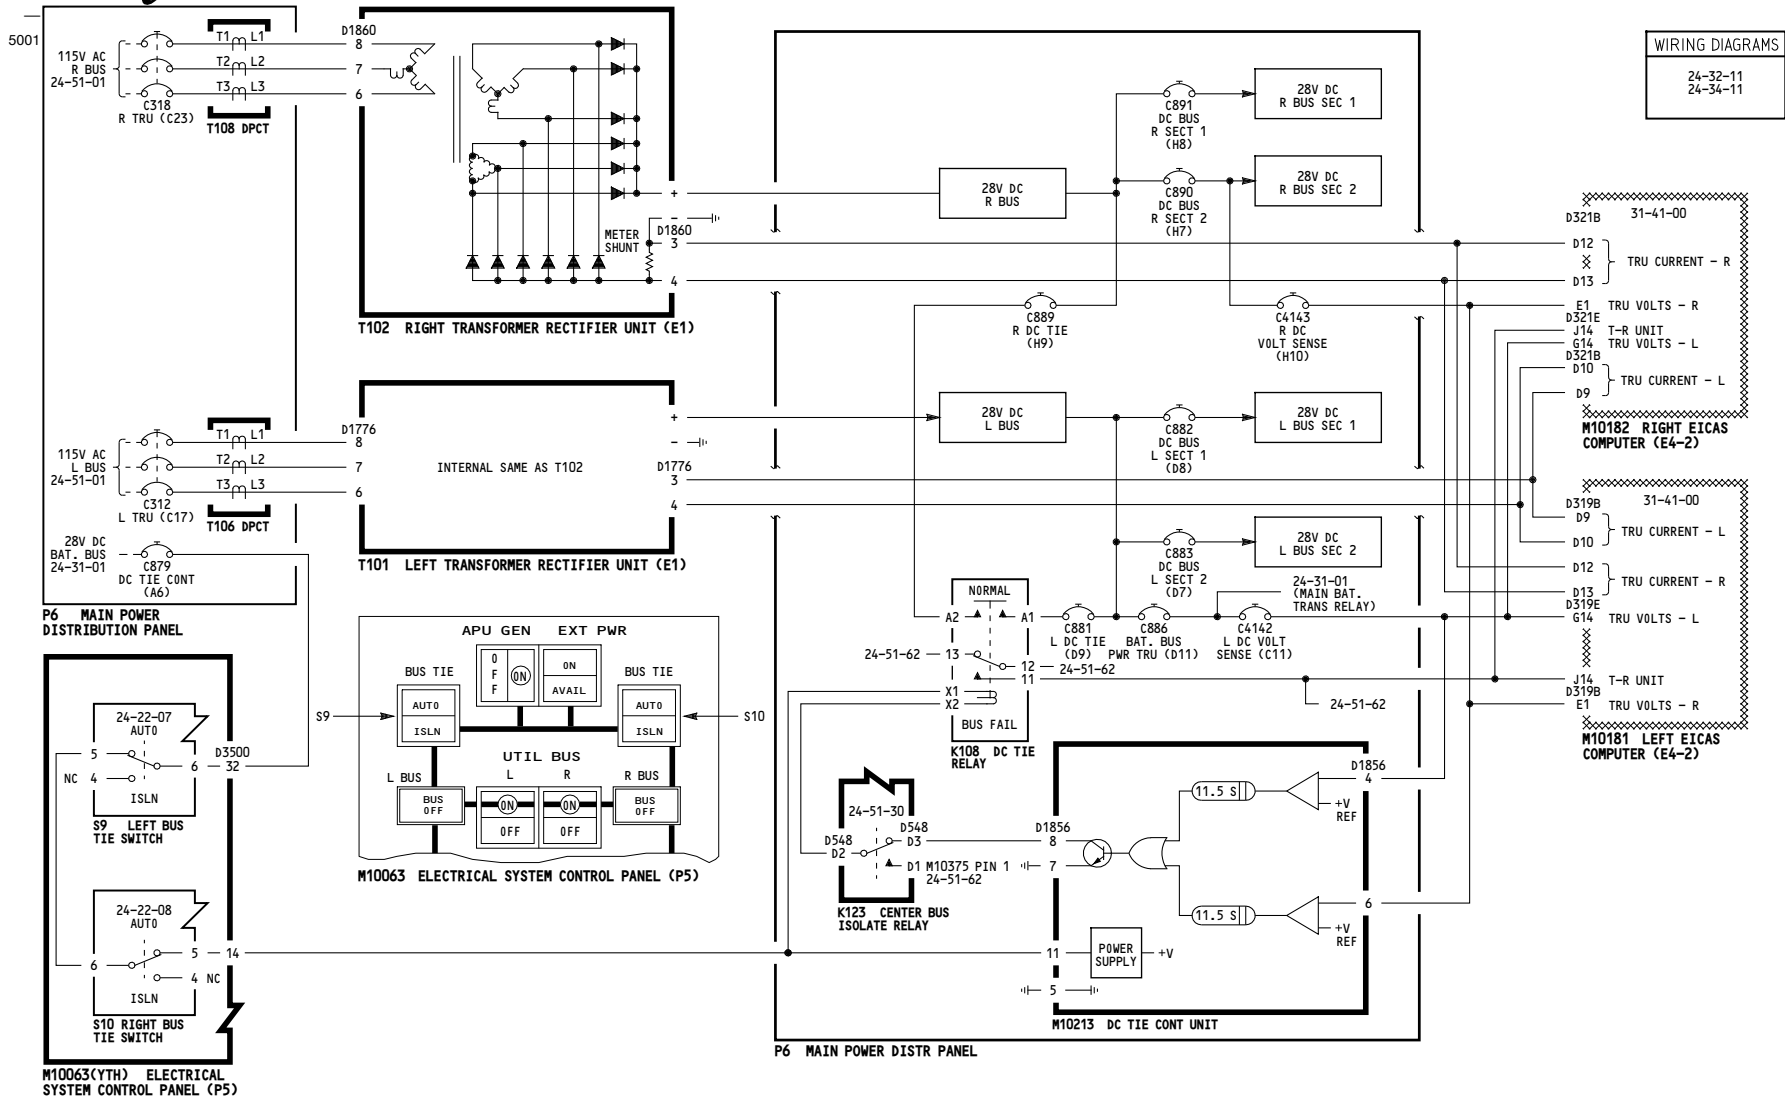 5001
115V AC
R BUS
24-51-01
C318
R TRU (C23)
T1 L1
T2 L2
T3 L3
T108 DPCT
D1860
8
7
6
+
-
D1860
3
4
METER
SHUNT
T102 RIGHT TRANSFORMER RECTIFIER UNIT (E1)
115V AC
L BUS
24-51-01
C312
L TRU (C17)
T1 L1
T2 L2
T3 L3
T106 DPCT
28V DC
BAT. BUS
24-31-01
C879
DC TIE CONT
(A6)
P6 MAIN POWER
DISTRIBUTION PANEL
D1776
8
7
6
INTERNAL SAME AS T102
+
-
D1776
3
4
T101 LEFT TRANSFORMER RECTIFIER UNIT (E1)
24-22-07
AUTO
5
NC 4
6
D3500
32
ISLN
S9 LEFT BUS
TIE SWITCH
24-22-08
AUTO
6
5
14
4 NC
ISLN
S10 RIGHT BUS
TIE SWITCH
M10063(YTH) ELECTRICAL
SYSTEM CONTROL PANEL (P5)
APU GEN EXT PWR
BUS TIE
O
F
F
ON
ON
AVAIL
BUS TIE
S9
AUTO
ISLN
AUTO
ISLN
S10
UTIL BUS
L BUS
L
R
R BUS
BUS
OFF
ON
OFF
ON
OFF
BUS
OFF
M10063 ELECTRICAL SYSTEM CONTROL PANEL (P5)
28V DC
R BUS
C891
DC BUS
R SECT 1
(H8)
28V DC
R BUS SEC 1
C890
DC BUS
R SECT 2
(H7)
28V DC
R BUS SEC 2
C889
R DC TIE
(H9)
C4143
R DC
VOLT SENSE
(H10)
28V DC
L BUS
C882
DC BUS
L SECT 1
(D8)
28V DC
L BUS SEC 1
C883
DC BUS
L SECT 2
(D7)
28V DC
L BUS SEC 2
24-31-01
(MAIN BAT.
TRANS RELAY)
C881
L DC TIE
(D9)
C886
BAT. BUS
PWR TRU (D11)
C4142
L DC VOLT
SENSE (C11)
NORMAL
A2
A1
24-51-62
13
12
24-51-62
11
X1
X2
24-51-62
BUS FAIL
K108 DC TIE
RELAY
24-51-30
D548
D2
D548
D3
D1 M10375 PIN 1
24-51-62
K123 CENTER BUS
ISOLATE RELAY
D1856
8
7
11
5
D1856
4
6
11.5 S
+V
REF
11.5 S
+V
REF
POWER
SUPPLY
+V
M10213 DC TIE CONT UNIT
P6 MAIN POWER DISTR PANEL
WIRING DIAGRAMS
24-32-11
24-34-11
D321B
31-41-00
D12
D13
TRU CURRENT - R
E1 TRU VOLTS - R
D321E
J14 T-R UNIT
G14 TRU VOLTS - L
D321B
D10
D9
TRU CURRENT - L
M10182 RIGHT EICAS
COMPUTER (E4-2)
D319B
31-41-00
D9
D10
TRU CURRENT - L
D12
D13
TRU CURRENT - R
D319E
G14 TRU VOLTS - L
J14 T-R UNIT
D319B
E1 TRU VOLTS - R
M10181 LEFT EICAS
COMPUTER (E4-2)